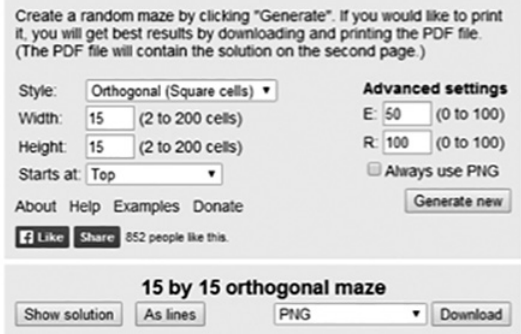 Create a random maze by clicking "Generate". If you would like to print
it, you will get best results by downloading and printing the PDF file.
(The PDF file will contain the solution on the second page.)
Style: Orthogonal (Square cells)
Width: 15 (2 to 200 cells)
Height: 15 (2 to 200 cells)
Starts at: Top
Advanced settings
E: 50 (0 to 100)
R: 100 (0 to 100)
Always use PNG
Generate new
About Help Examples Donate
f Like Share 852 people like this.
15 by 15 orthogonal maze
Show solution As lines PNG Download